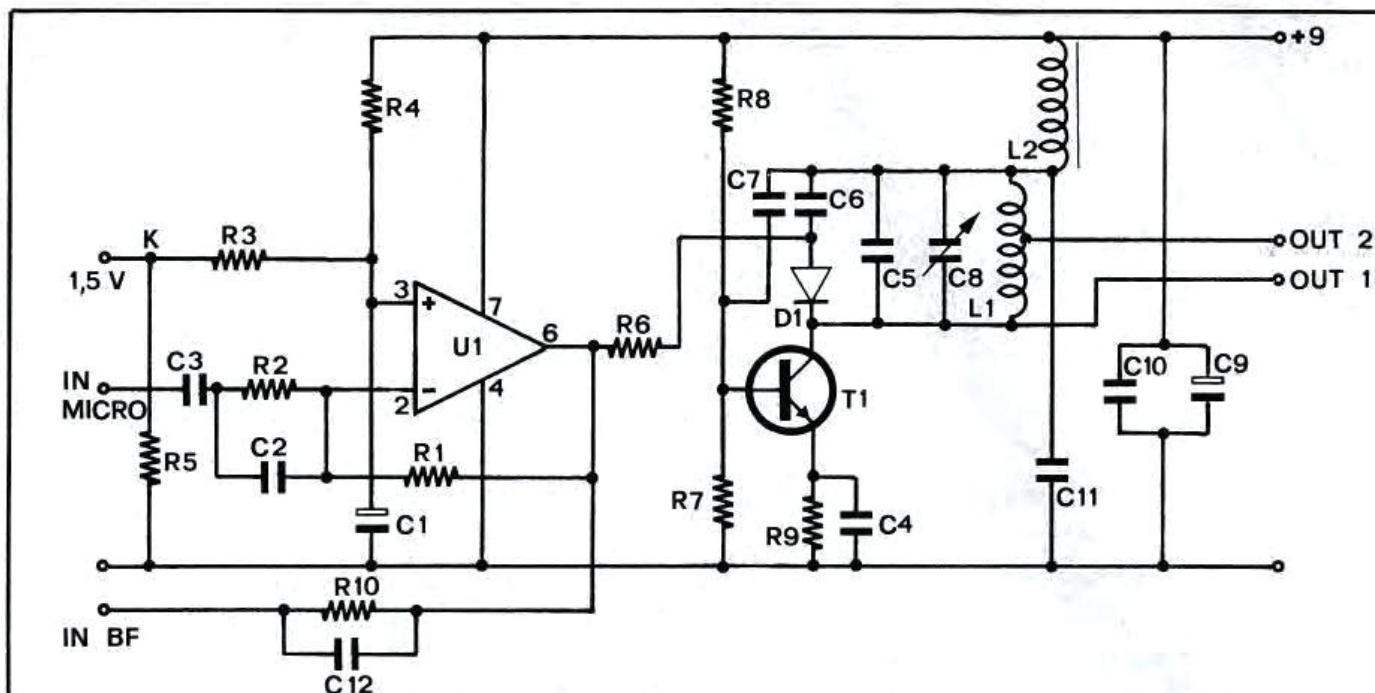 +9
R4
R8
L2
C7
C6
K
R3
1,5 V
OUT 2
C5
C8
OUT 1
L1
3
+
7
D1
U1
6
R6
C3
R2
IN
MICRO
–
2
4
T1
C10
C9
C2
R1
R5
C1
R7
R9
C4
C11
R10
IN BF
C12